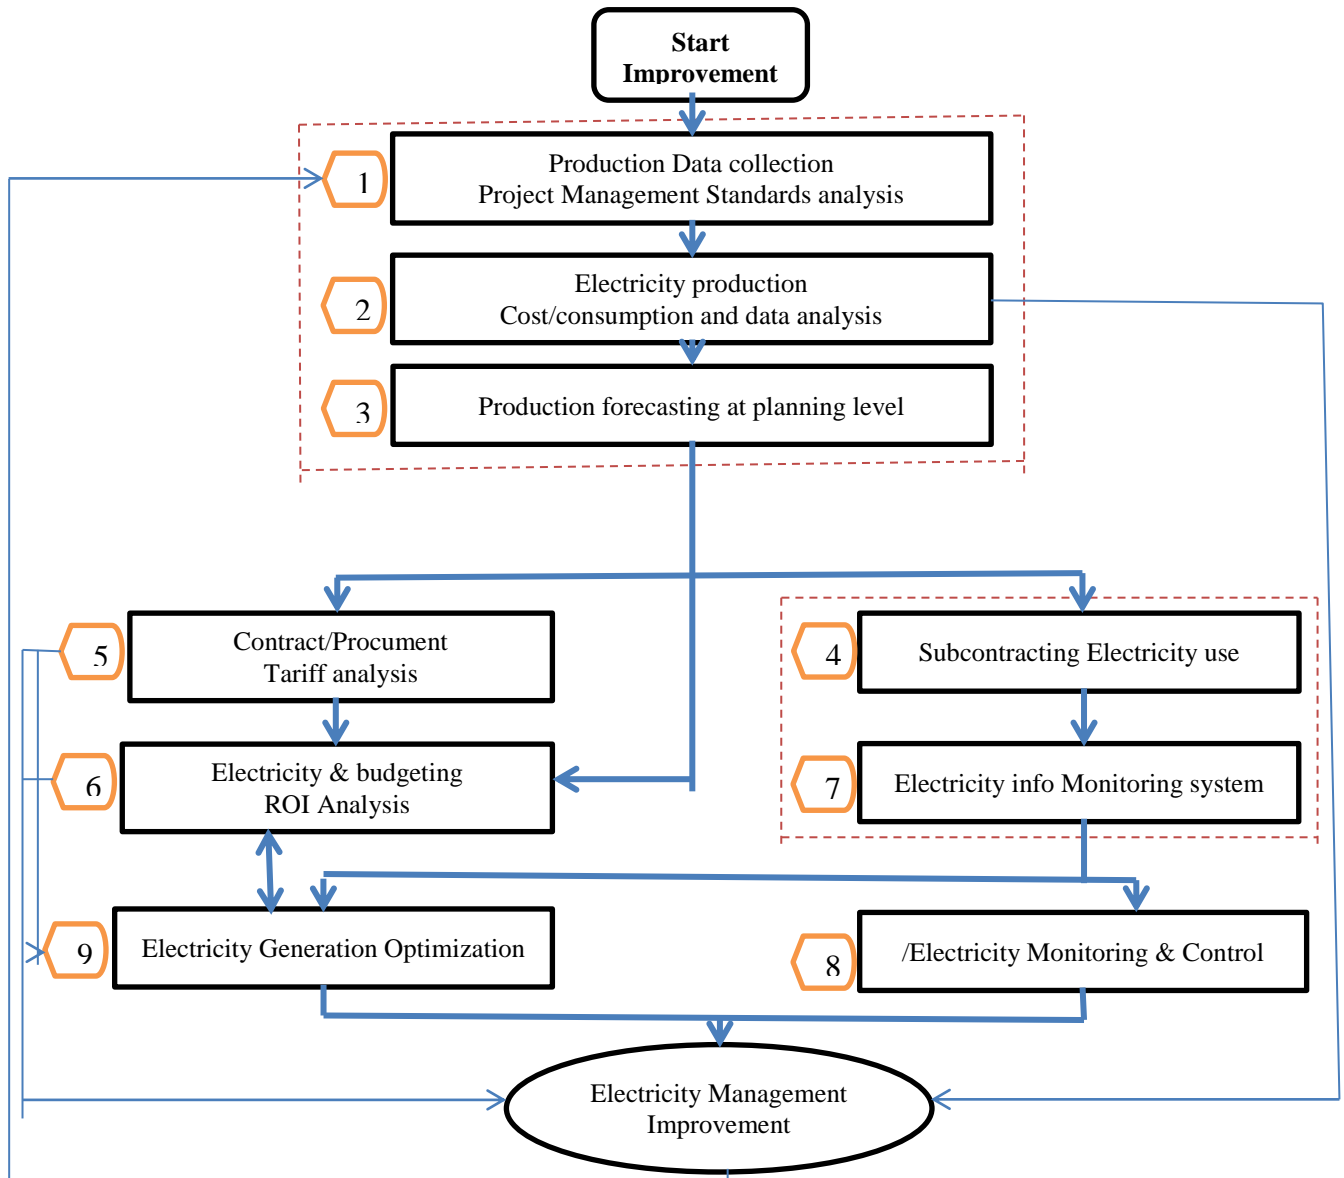 Start
Improvement
1
Production Data collection
Project Management Standards analysis
2
Electricity production
Cost/consumption and data analysis
3
Production forecasting at planning level
5
Contract/Procument
Tariff analysis
4
Subcontracting Electricity use
6
Electricity & budgeting
ROI Analysis
7
Electricity info Monitoring system
9
Electricity Generation Optimization
8
/Electricity Monitoring & Control
Electricity Management
Improvement